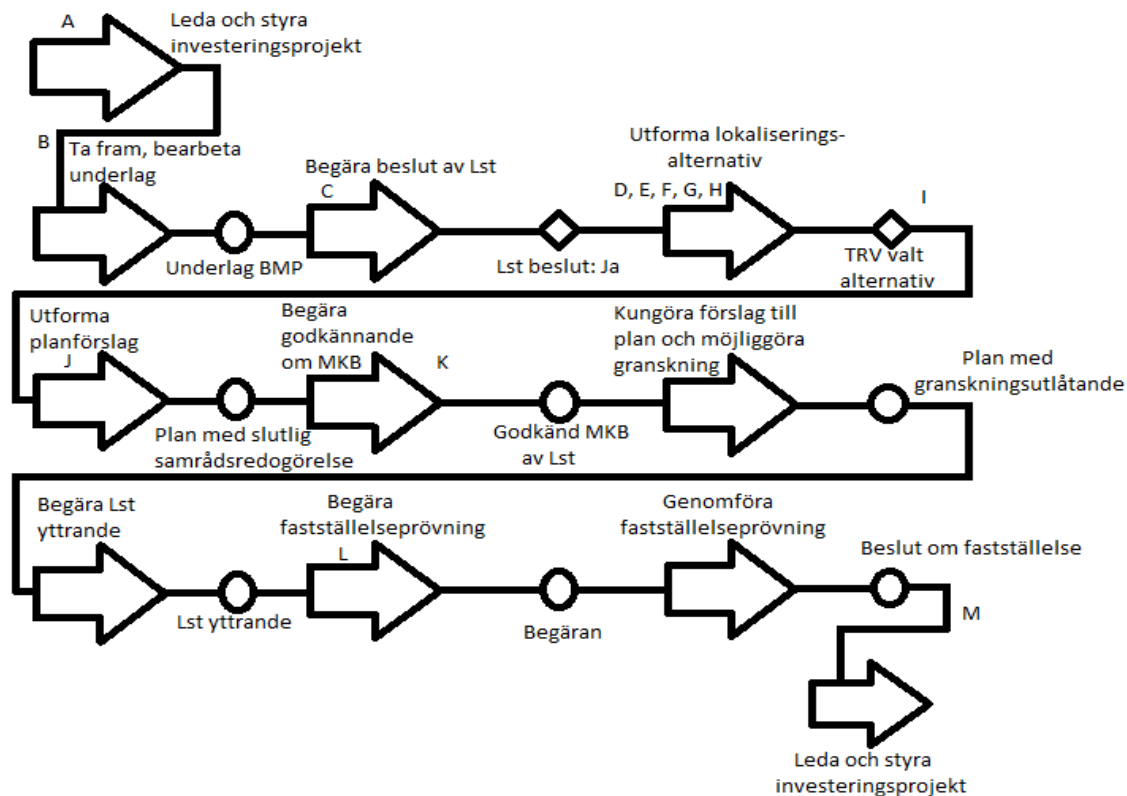 A
Leda och styra
investeringsprojekt
B
Ta fram, bearbeta
underlag
Underlag BMP
Begära beslut av Lst
C
Lst beslut: Ja
Utforma lokaliserings-
alternativ
D, E, F, G, H
I
TRV valt
alternativ
Utforma
planförslag
J
Plan med slutlig
samrådsredogörelse
Begära
godkännande
om MKB
K
Godkänd MKB
av Lst
Kungöra förslag till
plan och möjliggöra
granskning
Plan med
granskningsutlåtande
Begära Lst
yttrande
Lst yttrande
Begära
fastställelseprövning
L
Begäran
Genomföra
fastställelseprövning
Beslut om fastställelse
M
Leda och styra
investeringsprojekt